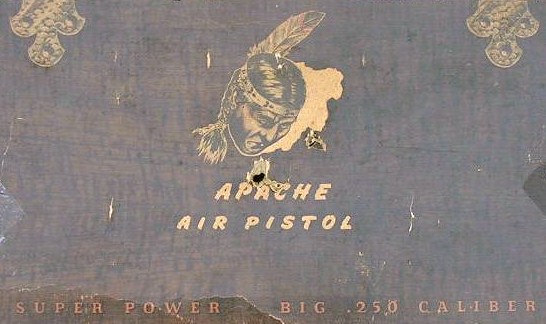 APACHE
AIR PISTOL
SUPER POWER BIG .250 CALIBER